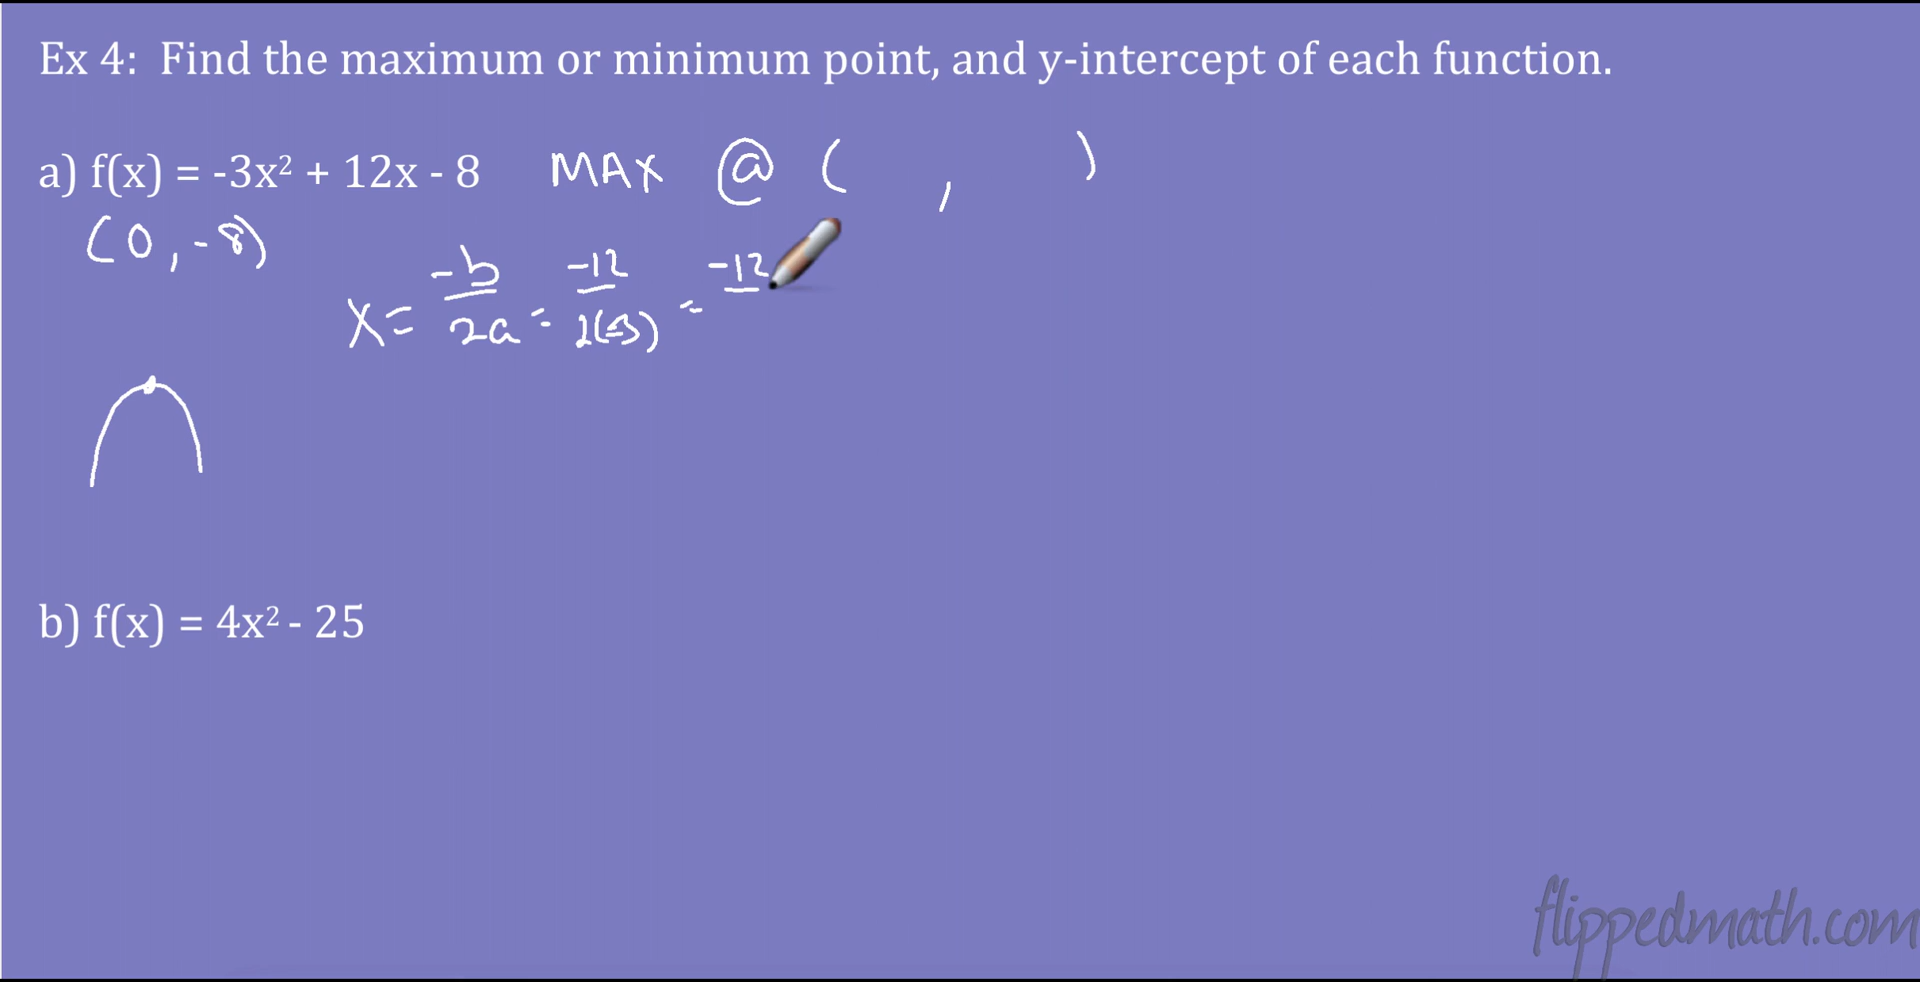 Ex 4: Find the maximum or minimum point, and y-intercept of each function.
a) f(x) = -3x² + 12x - 8 MAX @ ( , )
(0, -8)
x = -b/2a = -12/2(-3) = -12
b) f(x) = 4x² - 25
flippedmath.com